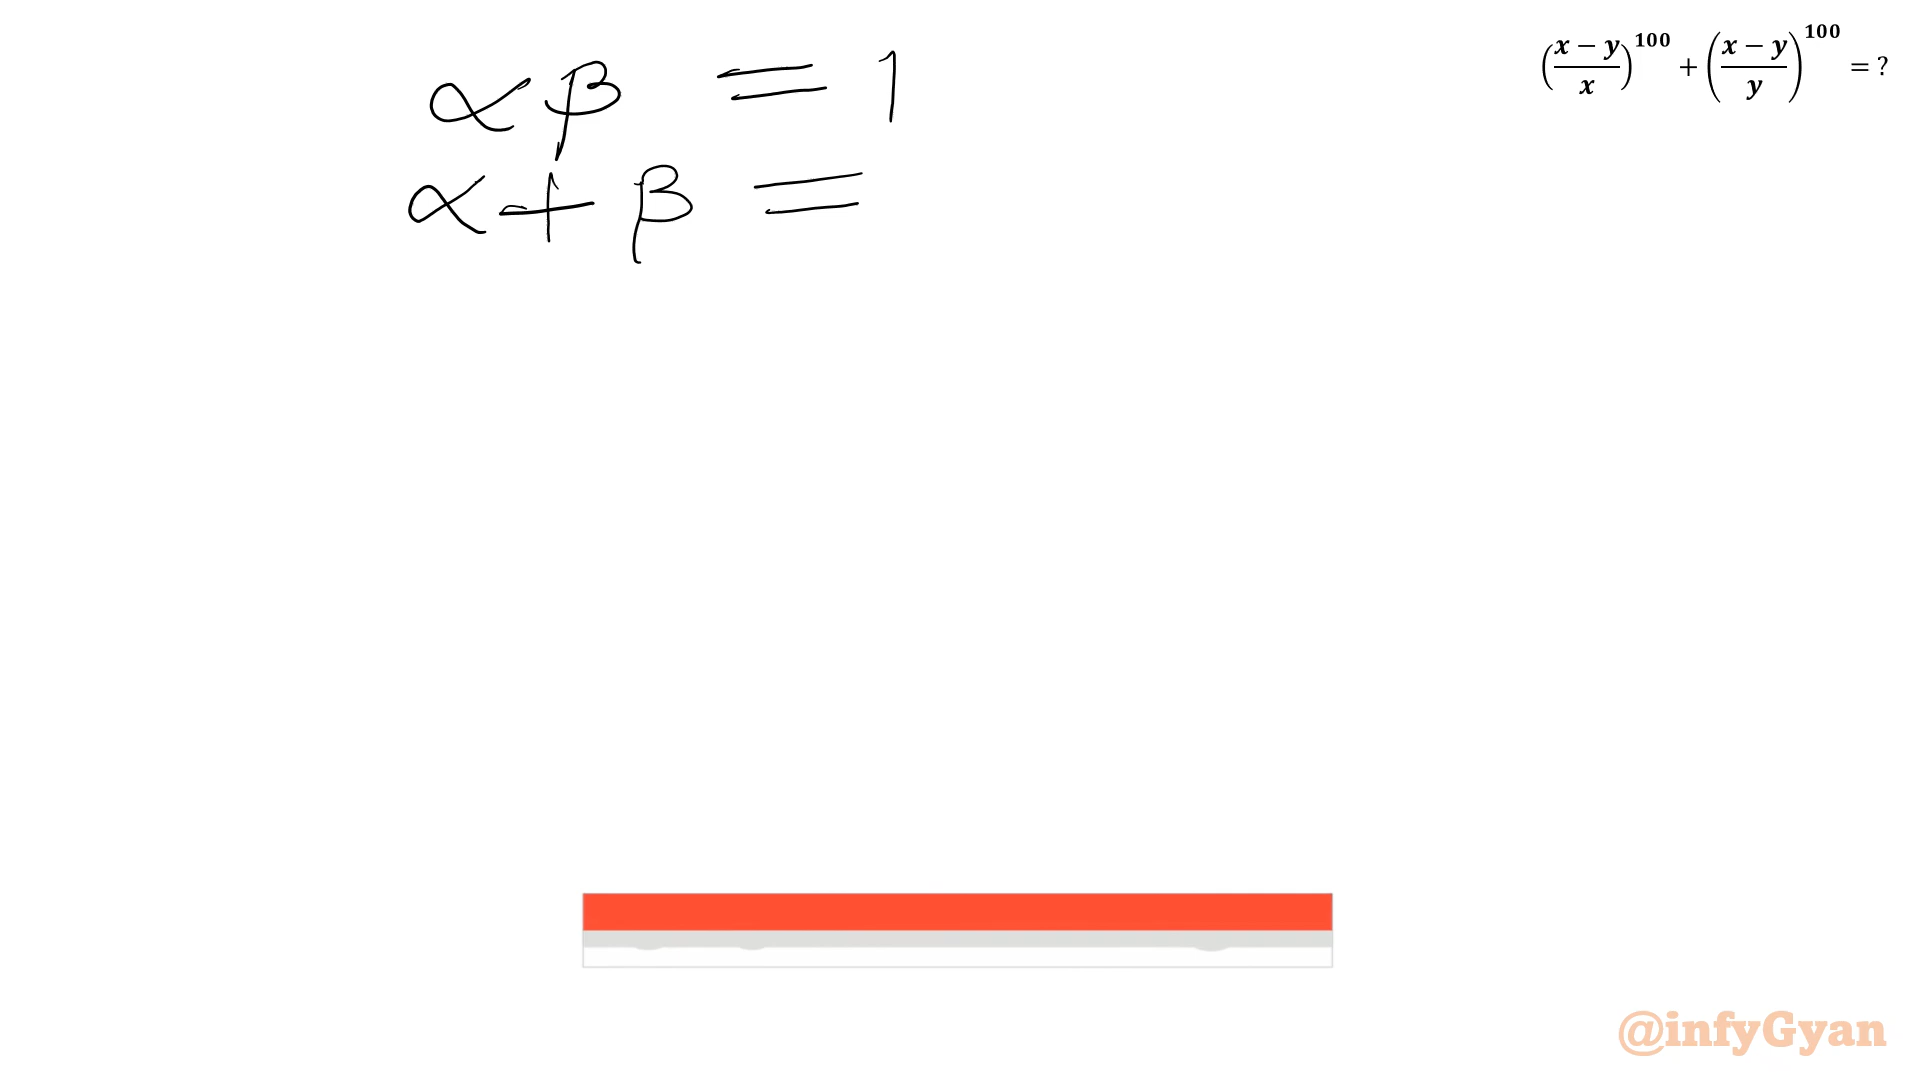 αβ = 1
α + β =
(x − y / x)^100 + (x − y / y)^100 = ?
@infyGyan